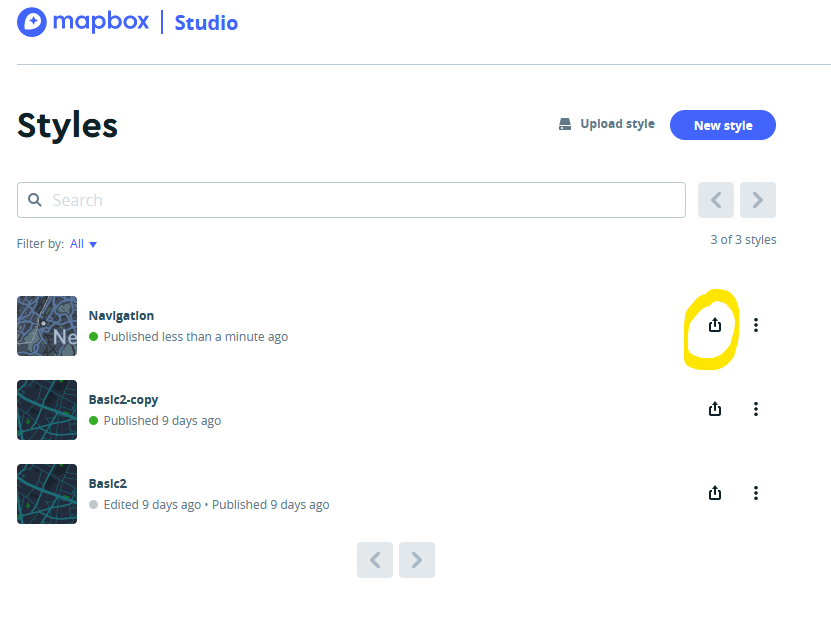 mapbox | Studio
Styles
Upload style
New style
Search
Filter by: All
3 of 3 styles
Navigation
Published less than a minute ago
Ne
Basic2-copy
Published 9 days ago
Basic2
Edited 9 days ago • Published 9 days ago